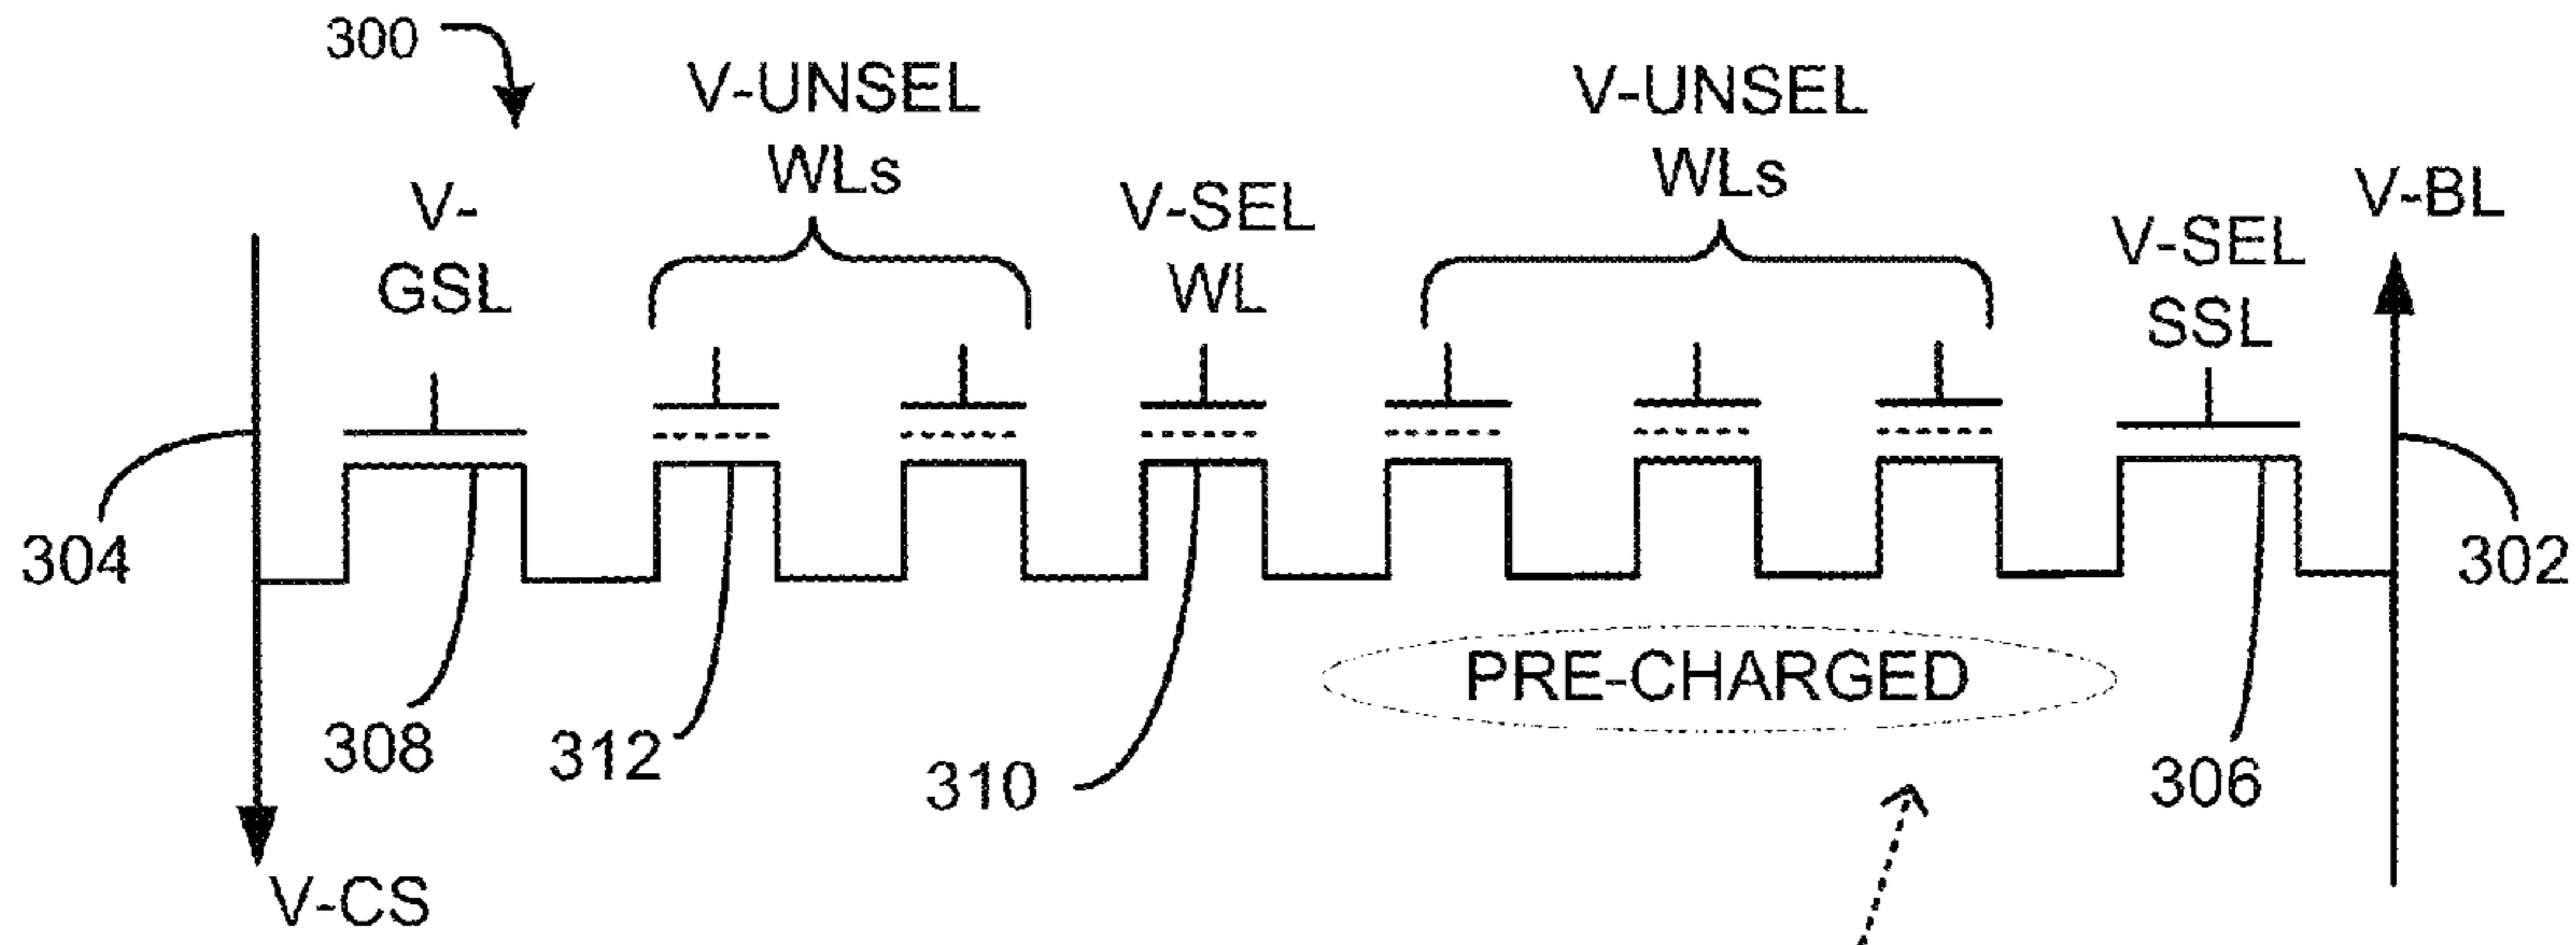 300
V-UNSEL
WLs
V-UNSEL
WLs
V-
GSL
V-SEL
WL
V-SEL
SSL
V-BL
304
302
PRE-CHARGED
308
312
310
306
V-CS